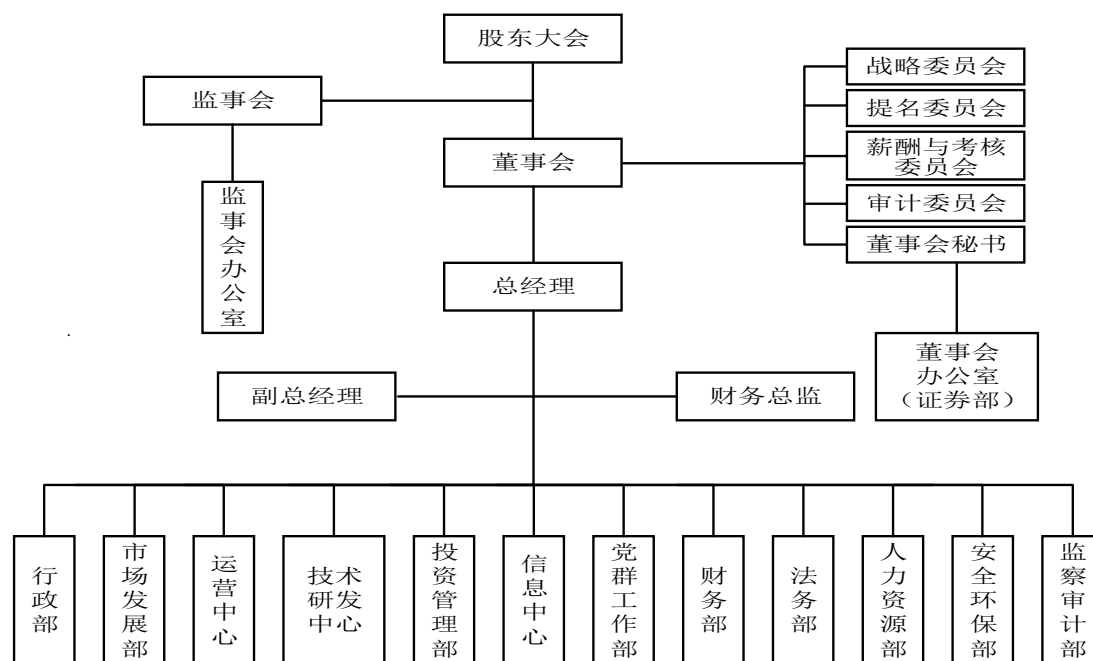 股东大会
监事会
战略委员会
提名委员会
薪酬与考核
委员会
董事会
审计委员会
董事会秘书
监事会办公室
总经理
董事会
办公室
（证券部）
副总经理
财务总监
行政部
市场发展部
运营中心
技术
研发
中心
投资管理部
信息中心
党群工作部
财务部
法务部
人力资源部
安全环保部
监察审计部